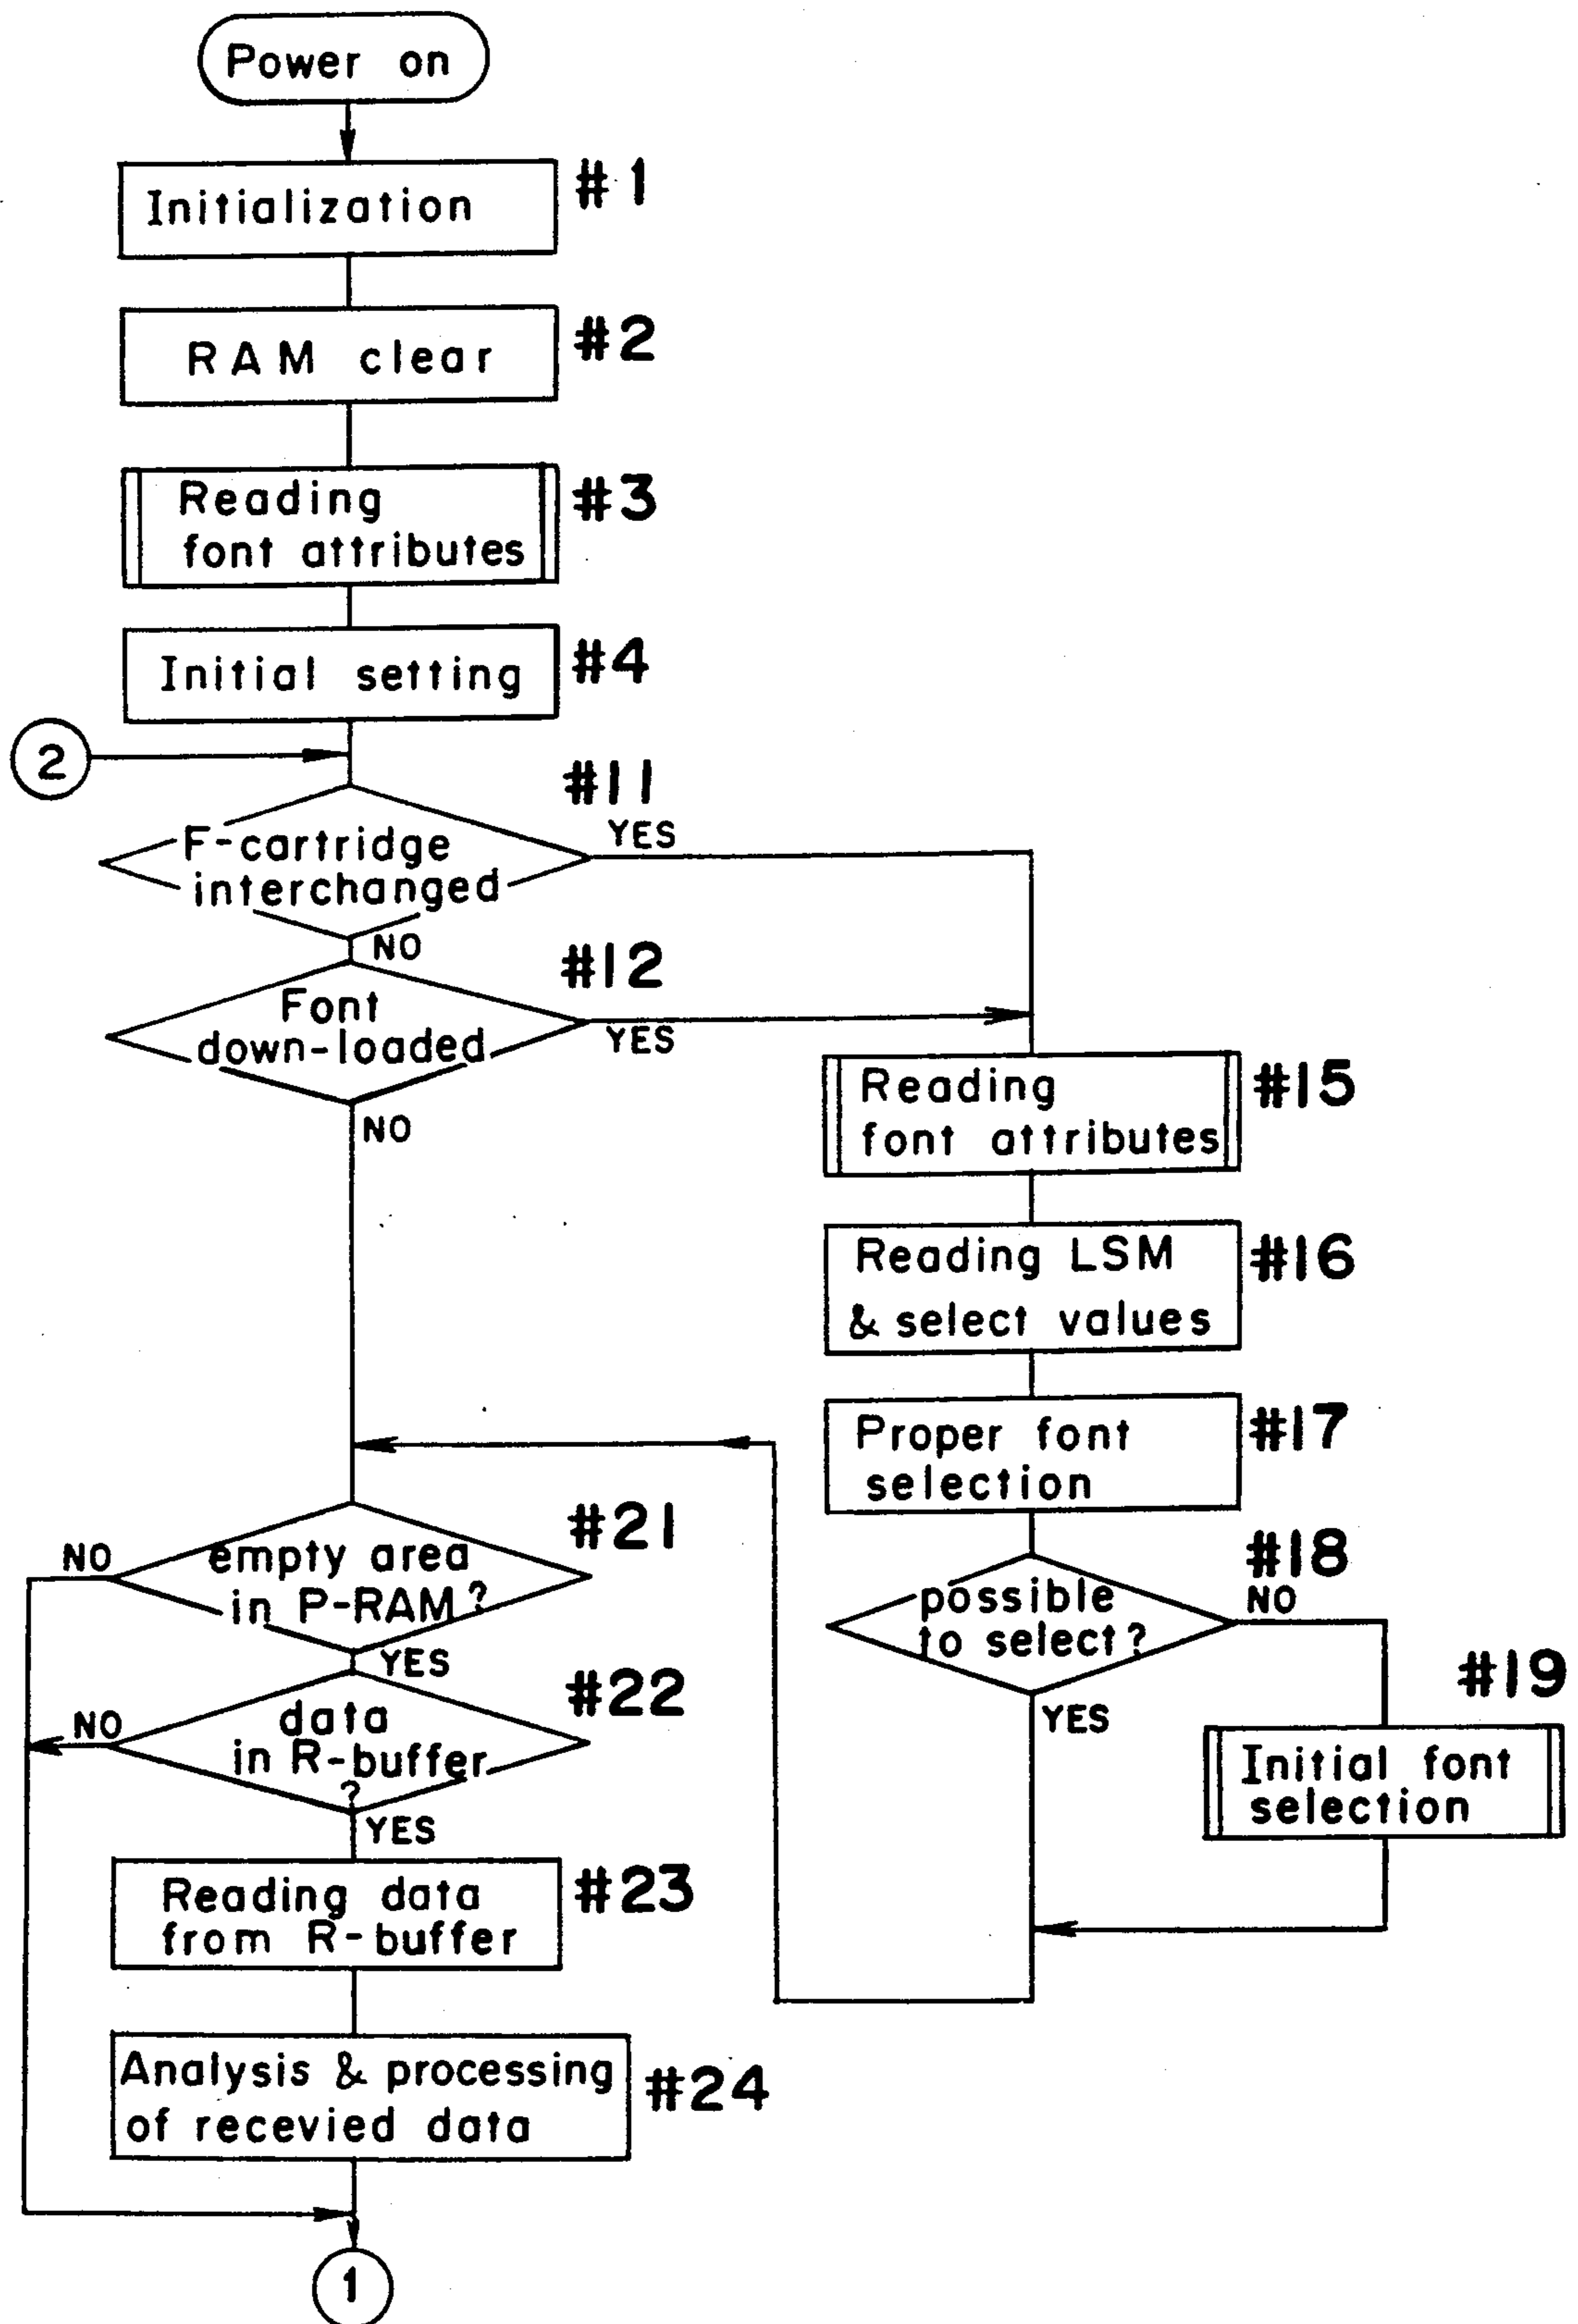 Power on
Initialization
#1
RAM clear
#2
Reading
font attributes
#3
Initial setting
#4
2
#11
F-cartridge
interchanged
YES
NO
#12
Font
down-loaded
YES
NO
Reading
font attributes
#15
Reading LSM
& select values
#16
Proper font
selection
#17
#18
possible
to select?
NO
YES
#19
Initial font
selection
#21
NO
empty area
in P-RAM?
YES
#22
NO
data
in R-buffer
?
YES
Reading data
from R-buffer
#23
Analysis & processing
of recevied data
#24
1